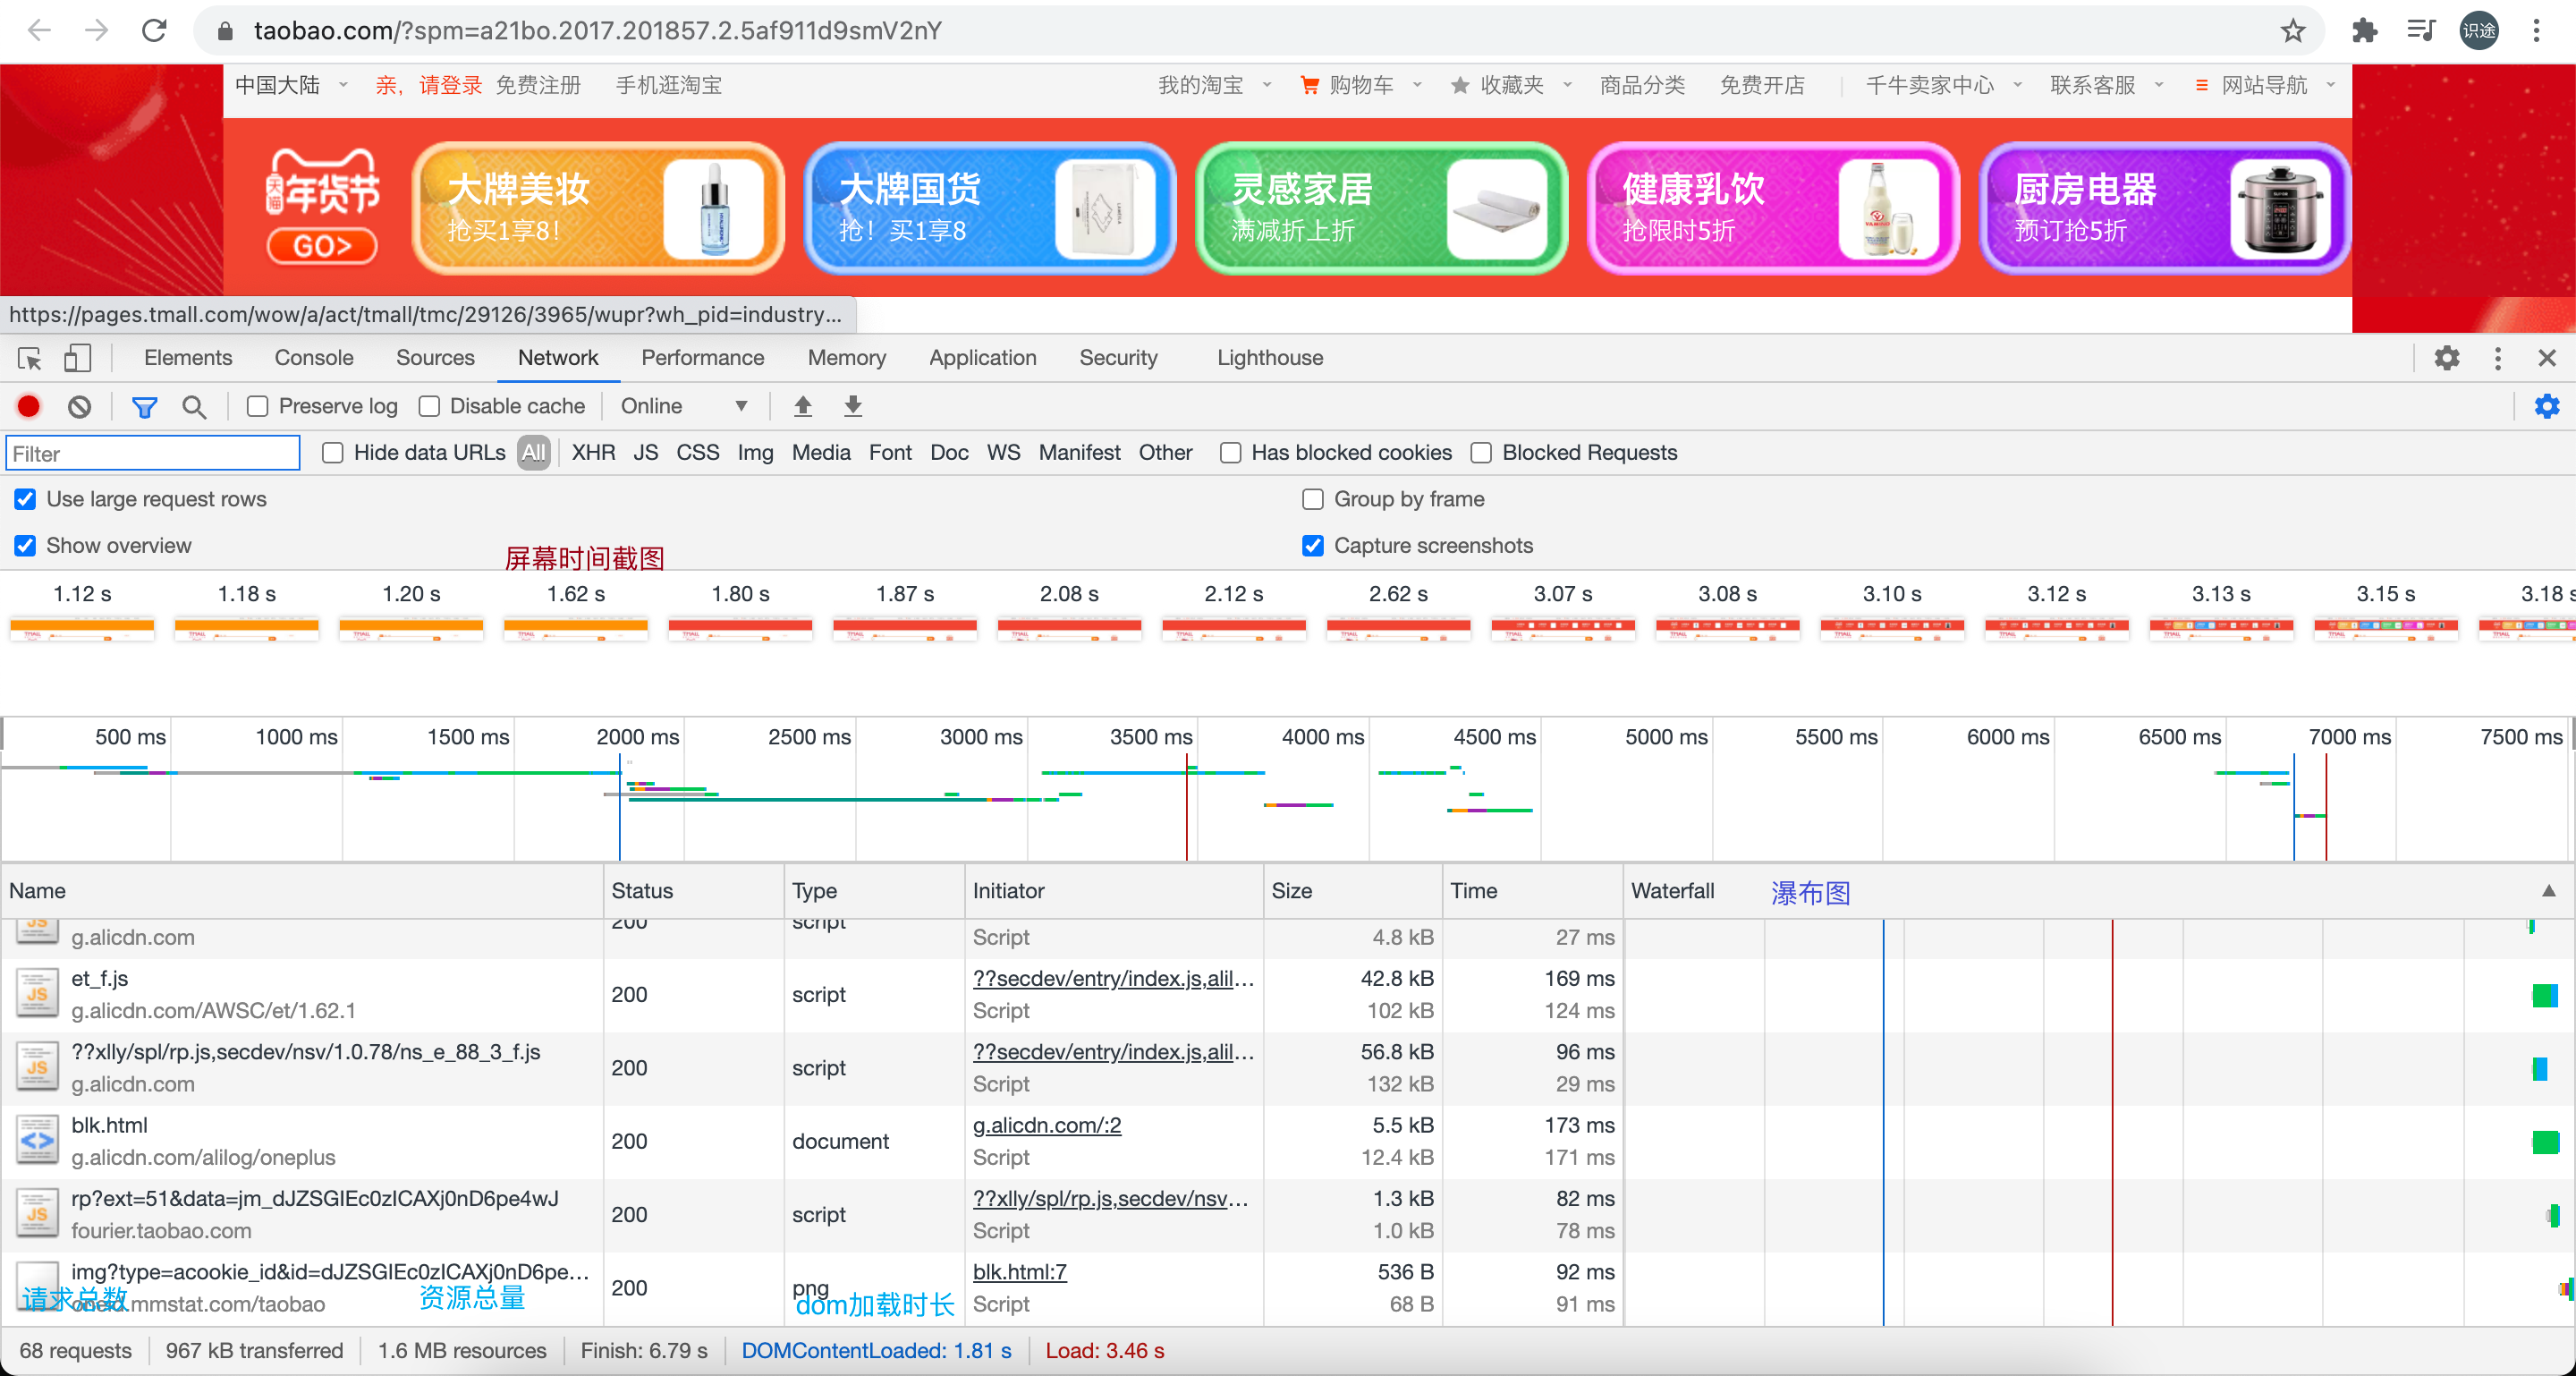 taobao.com/?spm=a21bo.2017.201857.2.5af911d9smV2nY
识途
中国大陆 亲，请登录 免费注册 手机逛淘宝 我的淘宝 购物车 收藏夹 商品分类 免费开店 千牛卖家中心 联系客服 网站导航
天猫 年货节 GO>
大牌美妆 抢买1享8!
大牌国货 抢！买1享8
灵感家居 满减折上折
健康乳饮 抢限时5折
厨房电器 预订抢5折
https://pages.tmall.com/wow/a/act/tmall/tmc/29126/3965/wupr?wh_pid=industry...
Elements Console Sources Network Performance Memory Application Security Lighthouse
Preserve log Disable cache Online
Filter Hide data URLs All XHR JS CSS Img Media Font Doc WS Manifest Other Has blocked cookies Blocked Requests
Use large request rows Group by frame
Show overview 屏幕时间截图 Capture screenshots
1.12 s 1.18 s 1.20 s 1.62 s 1.80 s 1.87 s 2.08 s 2.12 s 2.62 s 3.07 s 3.08 s 3.10 s 3.12 s 3.13 s 3.15 s 3.18 s
500 ms 1000 ms 1500 ms 2000 ms 2500 ms 3000 ms 3500 ms 4000 ms 4500 ms 5000 ms 5500 ms 6000 ms 6500 ms 7000 ms 7500 ms
Name Status Type Initiator Size Time Waterfall 瀑布图
JS 200 script
g.alicdn.com Script 4.8 kB 27 ms
et_f.js ??secdev/entry/index.js,alil... 42.8 kB 169 ms
JS 200 script
g.alicdn.com/AWSC/et/1.62.1 Script 102 kB 124 ms
??xlly/spl/rp.js,secdev/nsv/1.0.78/ns_e_88_3_f.js ??secdev/entry/index.js,alil... 56.8 kB 96 ms
JS 200 script
g.alicdn.com Script 132 kB 29 ms
blk.html g.alicdn.com/:2 5.5 kB 173 ms
<> 200 document
g.alicdn.com/alilog/oneplus Script 12.4 kB 171 ms
rp?ext=51&data=jm_dJZSGIEc0zICAXj0nD6pe4wJ ??xlly/spl/rp.js,secdev/nsv... 1.3 kB 82 ms
JS 200 script
fourier.taobao.com Script 1.0 kB 78 ms
img?type=acookie_id&id=dJZSGIEc0zICAXj0nD6pe... blk.html:7 536 B 92 ms
200 png
.mmstat.com/taobao Script 68 B 91 ms
请求总数 资源总量 dom加载时长
68 requests 967 kB transferred 1.6 MB resources Finish: 6.79 s DOMContentLoaded: 1.81 s Load: 3.46 s